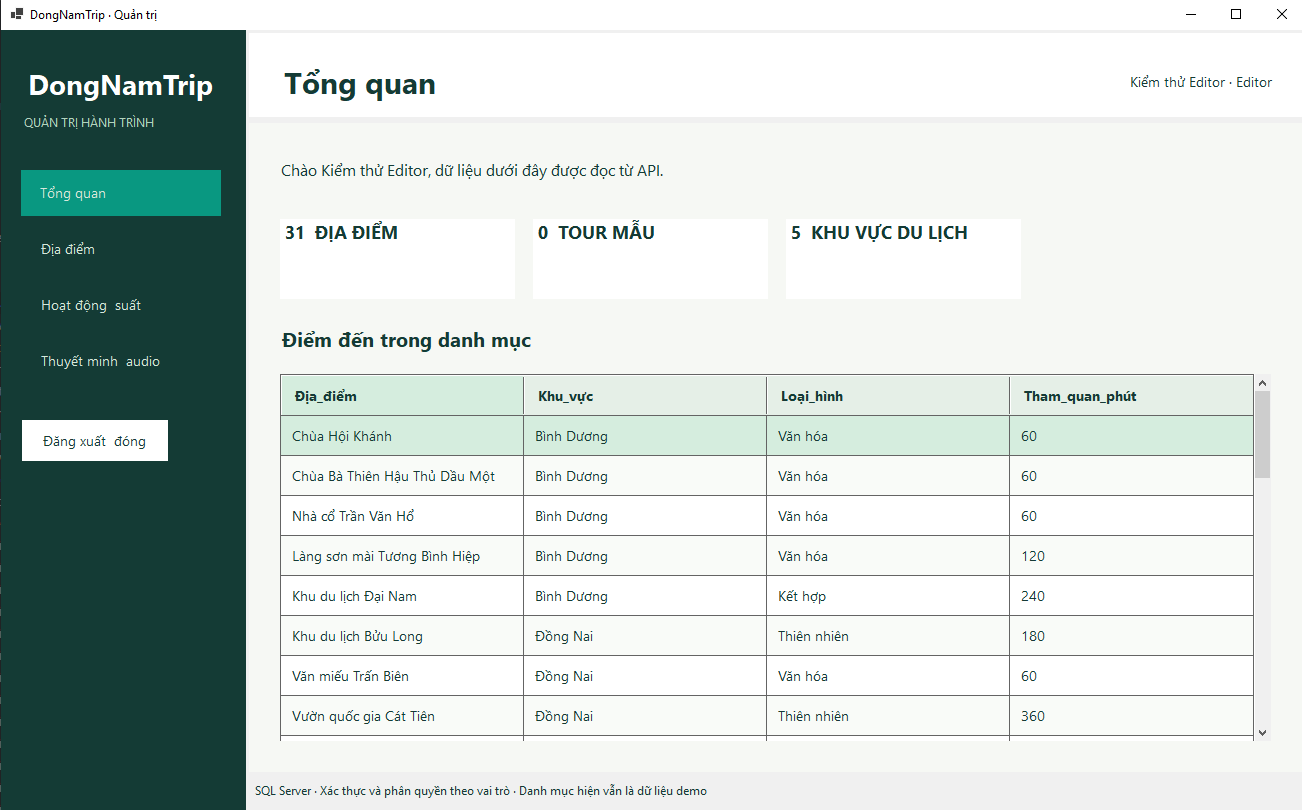 DongNamTrip · Quản trị
DongNamTrip
QUẢN TRỊ HÀNH TRÌNH
Tổng quan
Địa điểm
Hoạt động  suất
Thuyết minh  audio
Đăng xuất  đóng
Tổng quan
Kiểm thử Editor · Editor
Chào Kiểm thử Editor, dữ liệu dưới đây được đọc từ API.
31  ĐỊA ĐIỂM
0  TOUR MẪU
5  KHU VỰC DU LỊCH
Điểm đến trong danh mục
Địa_điểm Khu_vực Loại_hình Tham_quan_phút
Chùa Hội Khánh Bình Dương Văn hóa 60
Chùa Bà Thiên Hậu Thủ Dầu Một Bình Dương Văn hóa 60
Nhà cổ Trần Văn Hổ Bình Dương Văn hóa 60
Làng sơn mài Tương Bình Hiệp Bình Dương Văn hóa 120
Khu du lịch Đại Nam Bình Dương Kết hợp 240
Khu du lịch Bửu Long Đồng Nai Thiên nhiên 180
Văn miếu Trấn Biên Đồng Nai Văn hóa 60
Vườn quốc gia Cát Tiên Đồng Nai Thiên nhiên 360
SQL Server · Xác thực và phân quyền theo vai trò · Danh mục hiện vẫn là dữ liệu demo